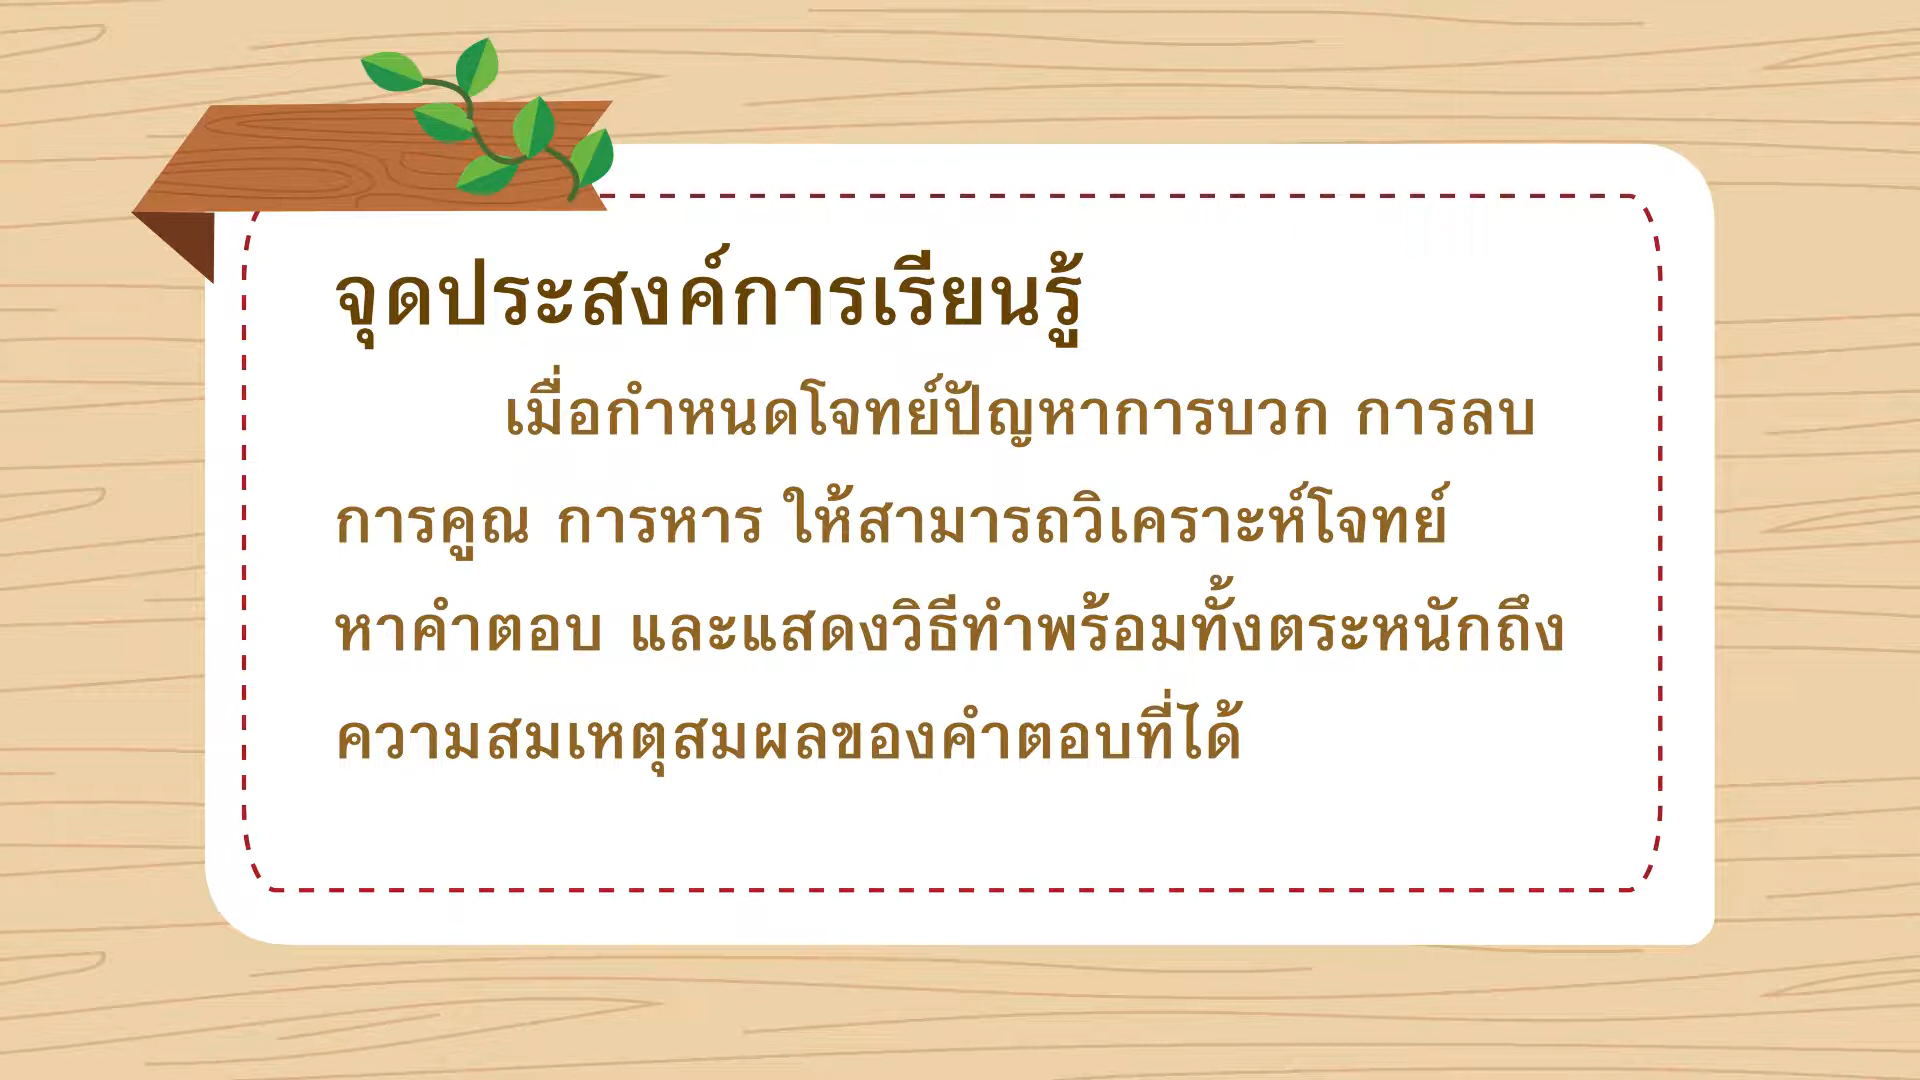 จุดประสงค์การเรียนรู้
เมื่อกำหนดโจทย์ปัญหาการบวก การลบ
การคูณ การหาร ให้สามารถวิเคราะห์โจทย์
หาคำตอบ และแสดงวิธีทำพร้อมทั้งตระหนักถึง
ความสมเหตุสมผลของคำตอบที่ได้